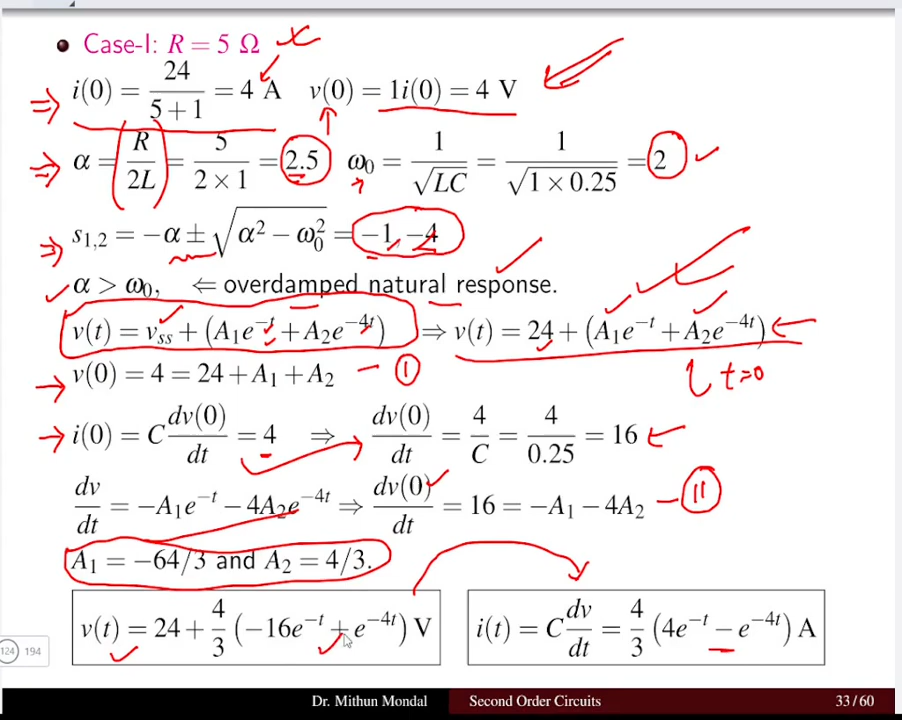 • Case-I: R = 5 Ω
⇒ i(0) = 24/(5+1) = 4 A v(0) = 1i(0) = 4 V
⇒ α = R/2L = 5/(2×1) = 2.5 ω₀ = 1/√LC = 1/√(1×0.25) = 2 ✓
⇒ s₁,₂ = −α ± √(α² − ω₀²) = −1, −4
✓ α > ω₀, ⇐ overdamped natural response. ✓
v(t) = vₛₛ + (A₁e⁻ᵗ + A₂e⁻⁴ᵗ) ⇒ v(t) = 24 + (A₁e⁻ᵗ + A₂e⁻⁴ᵗ) ←
→ v(0) = 4 = 24 + A₁ + A₂ – ① t=0
→ i(0) = C dv(0)/dt = 4 ⇒ dv(0)/dt = 4/C = 4/0.25 = 16 ←
dv/dt = −A₁e⁻ᵗ − 4A₂e⁻⁴ᵗ ⇒ dv(0)/dt = 16 = −A₁ − 4A₂ – II
A₁ = −64/3 and A₂ = 4/3.
v(t) = 24 + 4/3 (−16e⁻ᵗ + e⁻⁴ᵗ) V i(t) = C dv/dt = 4/3 (4e⁻ᵗ − e⁻⁴ᵗ) A
124 194
Dr. Mithun Mondal Second Order Circuits 33/60